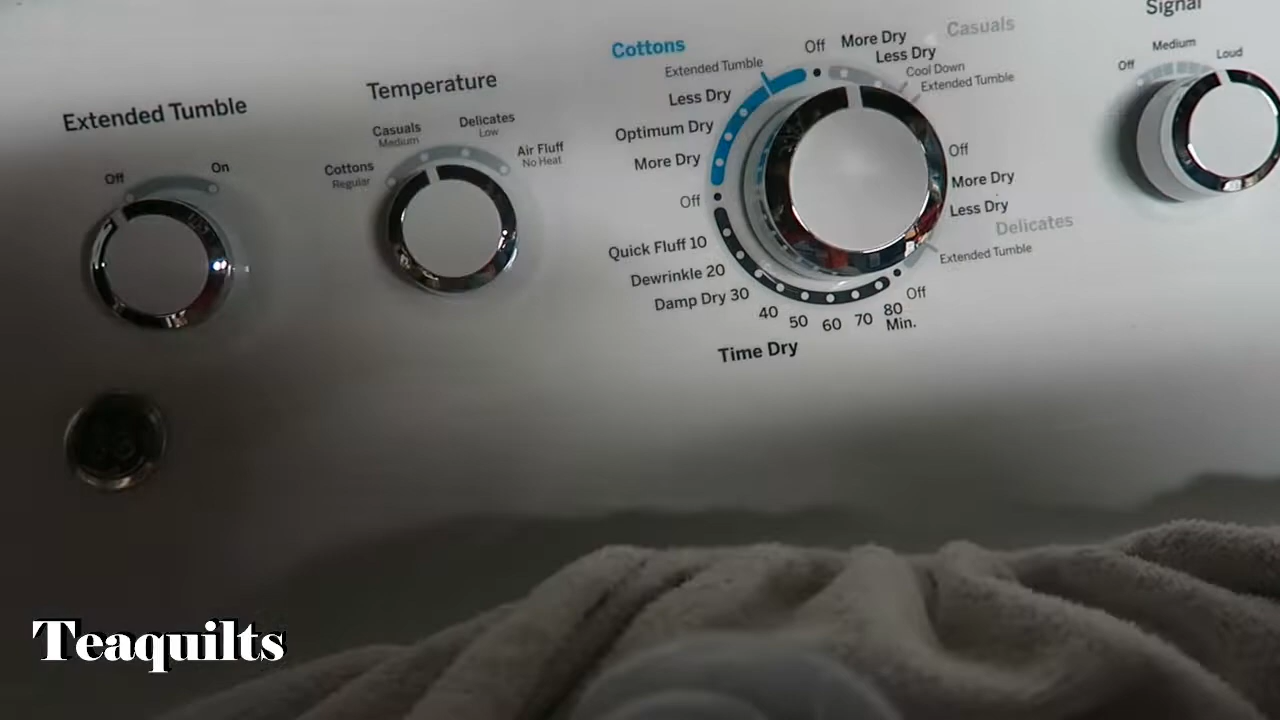 Extended Tumble
Off
On
Temperature
Cottons
Regular
Casuals
Medium
Delicates
Low
Air Fluff
No Heat
Cottons
Extended Tumble
Less Dry
Optimum Dry
More Dry
Off
Quick Fluff 10
Dewrinkle 20
Damp Dry 30
40
50
60
70
80
Min.
Off
Time Dry
Off
More Dry
Less Dry
Casuals
Cool Down
Extended Tumble
Off
More Dry
Less Dry
Delicates
Extended Tumble
Signal
Off
Medium
Loud
Teaquilts